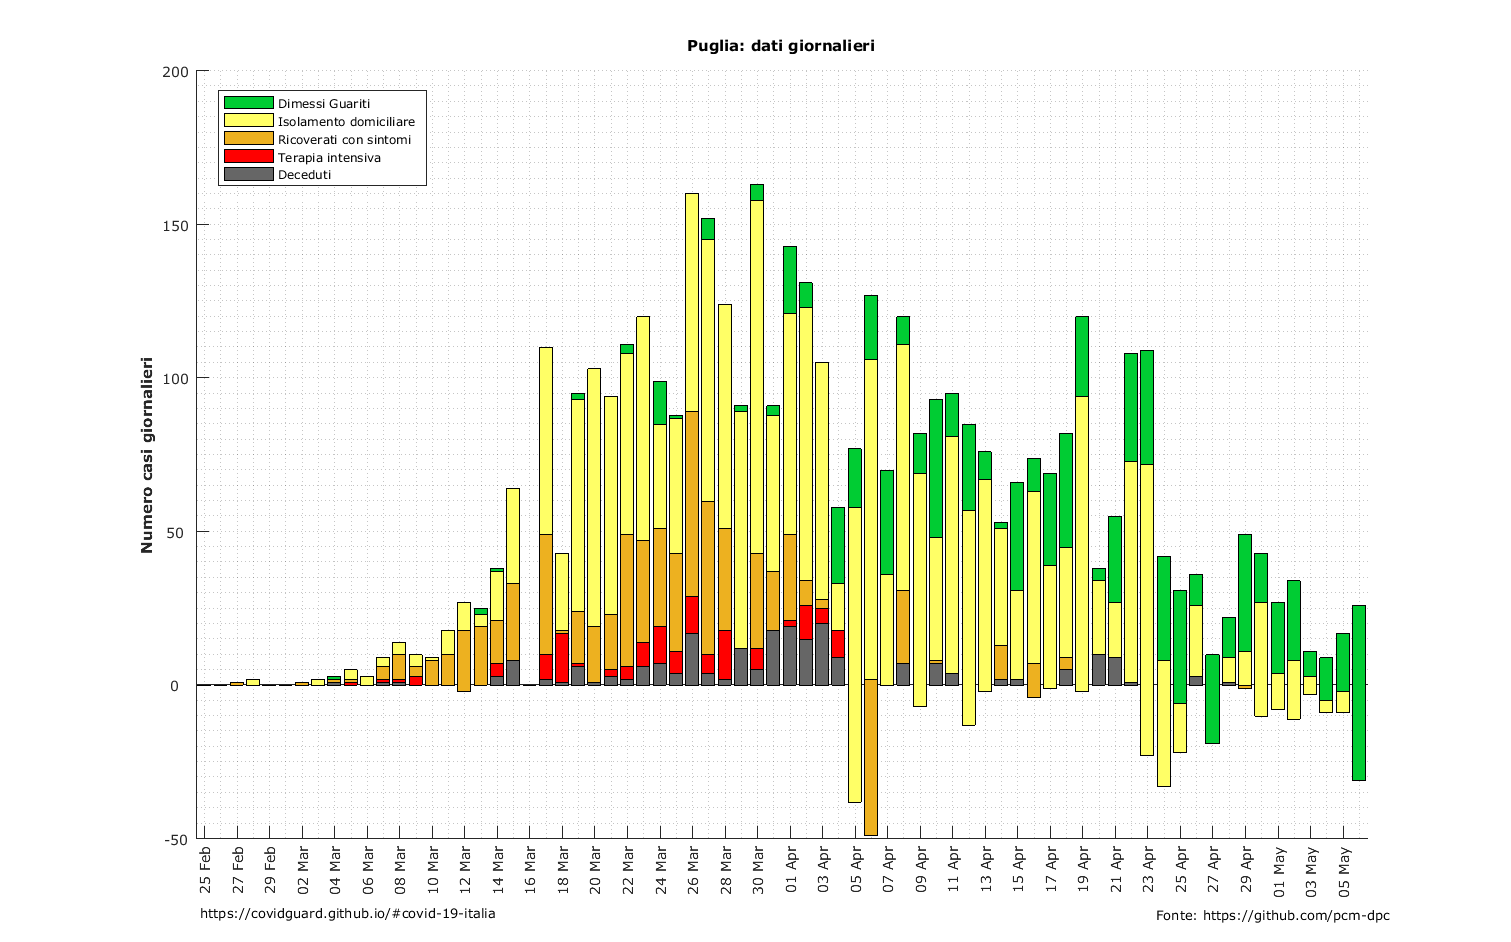 Puglia: dati giornalieri
200
150
100
50
0
-50
Numero casi giornalieri
Dimessi Guariti
Isolamento domiciliare
Ricoverati con sintomi
Terapia intensiva
Deceduti
25 Feb
27 Feb
29 Feb
02 Mar
04 Mar
06 Mar
08 Mar
10 Mar
12 Mar
14 Mar
16 Mar
18 Mar
20 Mar
22 Mar
24 Mar
26 Mar
28 Mar
30 Mar
01 Apr
03 Apr
05 Apr
07 Apr
09 Apr
11 Apr
13 Apr
15 Apr
17 Apr
19 Apr
21 Apr
23 Apr
25 Apr
27 Apr
29 Apr
01 May
03 May
05 May
https://covidguard.github.io/#covid-19-italia
Fonte: https://github.com/pcm-dpc